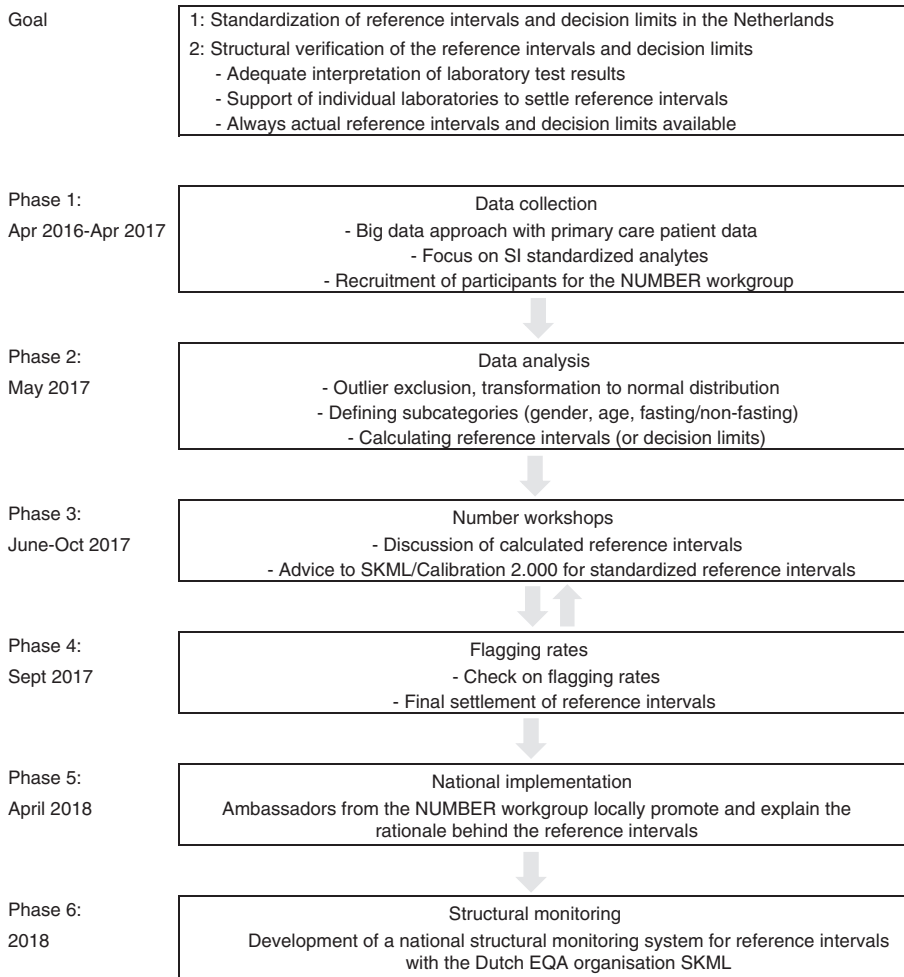 Goal
1: Standardization of reference intervals and decision limits in the Netherlands
2: Structural verification of the reference intervals and decision limits
- Adequate interpretation of laboratory test results
- Support of individual laboratories to settle reference intervals
- Always actual reference intervals and decision limits available
Phase 1:
Apr 2016-Apr 2017
Data collection
- Big data approach with primary care patient data
- Focus on SI standardized analytes
- Recruitment of participants for the NUMBER workgroup
Phase 2:
May 2017
Data analysis
- Outlier exclusion, transformation to normal distribution
- Defining subcategories (gender, age, fasting/non-fasting)
- Calculating reference intervals (or decision limits)
Phase 3:
June-Oct 2017
Number workshops
- Discussion of calculated reference intervals
- Advice to SKML/Calibration 2.000 for standardized reference intervals
Phase 4:
Sept 2017
Flagging rates
- Check on flagging rates
- Final settlement of reference intervals
Phase 5:
April 2018
National implementation
Ambassadors from the NUMBER workgroup locally promote and explain the
rationale behind the reference intervals
Phase 6:
2018
Structural monitoring
Development of a national structural monitoring system for reference intervals
with the Dutch EQA organisation SKML